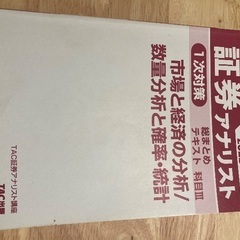 証券
アナリスト
1次対策
総まとめ
テキスト 科目Ⅲ
市場と経済の分析/
数量分析と確率・統計
TAC証券アナリスト講座
TAC出版